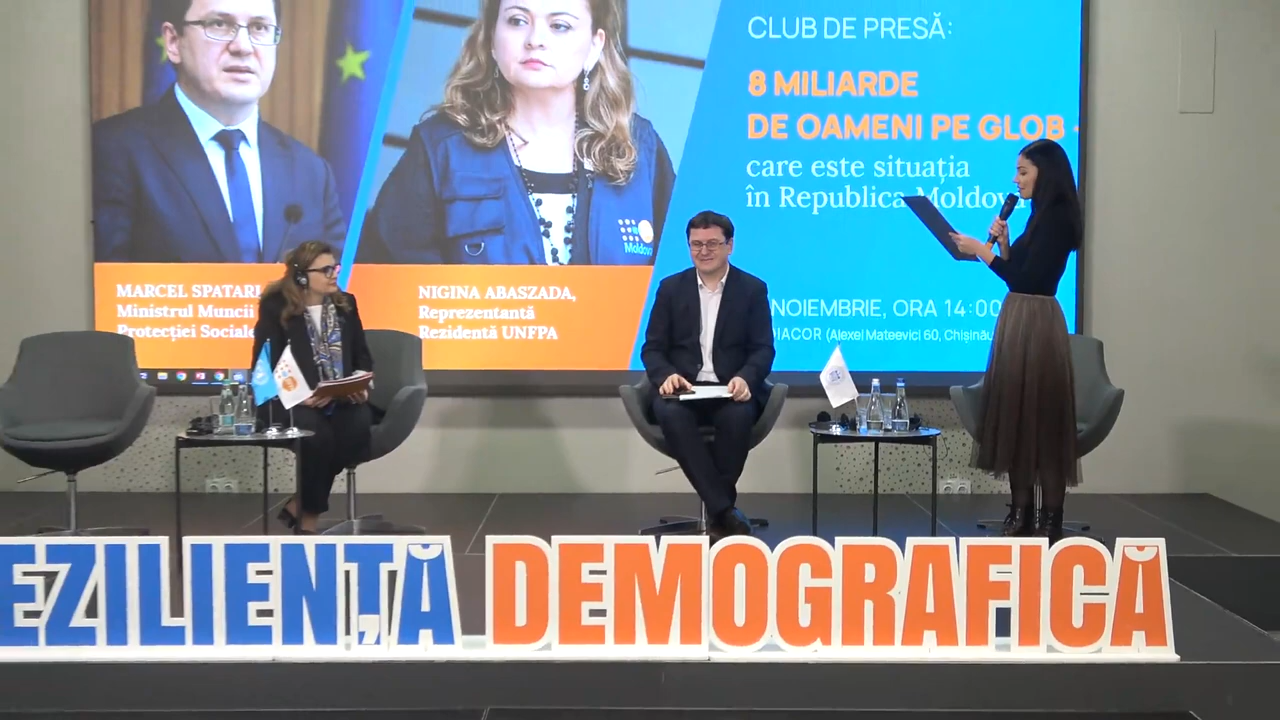 CLUB DE PRESĂ:
8 MILIARDE
DE OAMENI PE GLOB -
care este situația
în Republica Moldova
Moldova
MARCEL SPATARI
Ministrul Muncii
Protecției Sociale
NIGINA ABASZADA,
Reprezentantă
Rezidentă UNFPA
NOIEMBRIE, ORA 14:00
DIACOR (Alexei Mateevici 60, Chișinău
EZILIENȚĂ DEMOGRAFICĂ